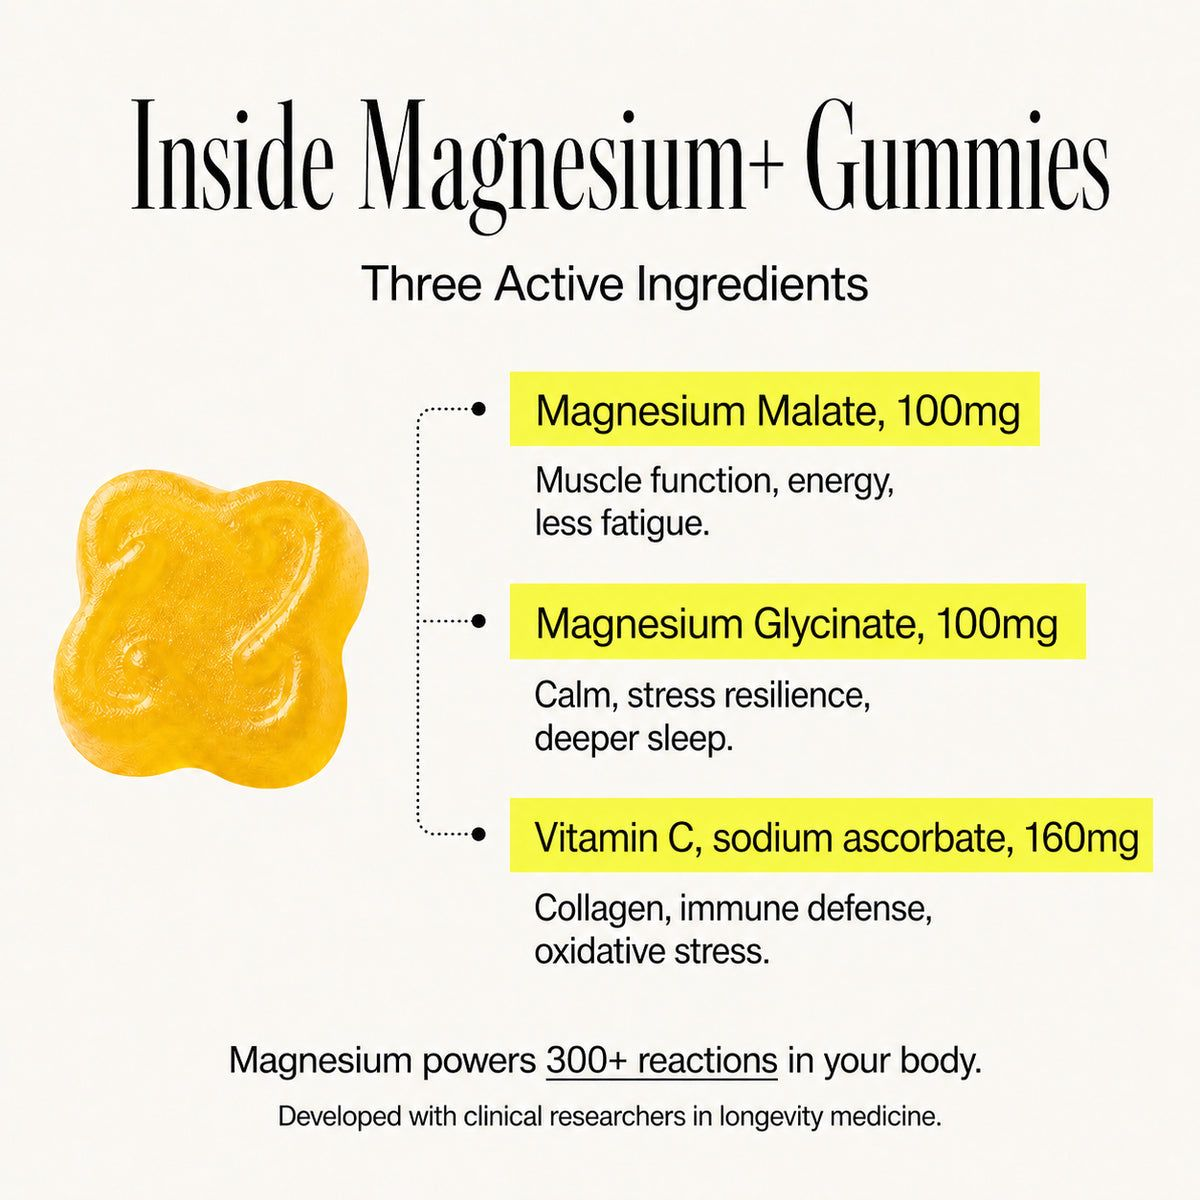 Inside Magnesium+ Gummies
Three Active Ingredients
Magnesium Malate, 100mg
Muscle function, energy,
less fatigue.
Magnesium Glycinate, 100mg
Calm, stress resilience,
deeper sleep.
Vitamin C, sodium ascorbate, 160mg
Collagen, immune defense,
oxidative stress.
Magnesium powers 300+ reactions in your body.
Developed with clinical researchers in longevity medicine.